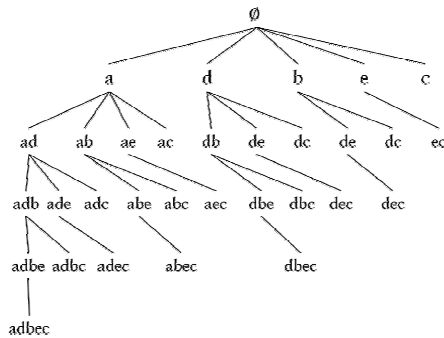 Ø
a d b e c
ad ab ae ac db de dc de dc ec
adb ade adc abe abc aec dbe dbc dec dec
adbe adbc adec abec dbec
adbec